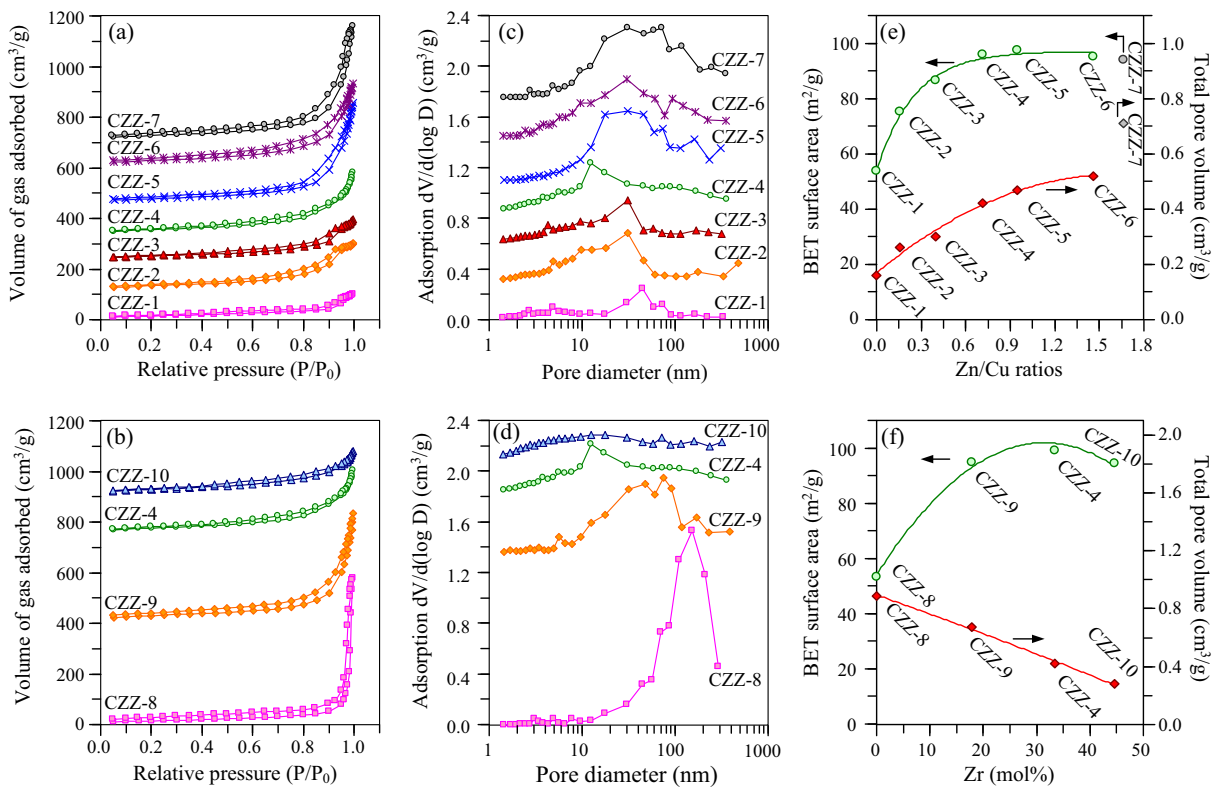 (a)
Volume of gas adsorbed (cm³/g)
1200
1000
800
600
400
200
0
CZZ-7
CZZ-6
CZZ-5
CZZ-4
CZZ-3
CZZ-2
CZZ-1
0.0 0.2 0.4 0.6 0.8 1.0
Relative pressure (P/P₀)
(c)
Adsorption dV/d(log D) (cm³/g)
2.4
2.0
1.6
1.2
0.8
0.4
0.0
CZZ-7
CZZ-6
CZZ-5
CZZ-4
CZZ-3
CZZ-2
CZZ-1
1 10 100 1000
Pore diameter (nm)
(e)
BET surface area (m²/g)
100
80
60
40
20
0
CZZ-1
CZZ-2
CZZ-3
CZZ-4
CZZ-5
CZZ-6
CZZ-7
CZZ-7
CZZ-1
CZZ-2
CZZ-3
CZZ-4
CZZ-5
CZZ-6
1.0
0.8
0.6
0.4
0.2
0.0
Total pore volume (cm³/g)
0.0 0.3 0.6 0.9 1.2 1.5 1.8
Zn/Cu ratios
(b)
Volume of gas adsorbed (cm³/g)
1200
1000
800
600
400
200
0
CZZ-10
CZZ-4
CZZ-9
CZZ-8
0.0 0.2 0.4 0.6 0.8 1.0
Relative pressure (P/P₀)
(d)
Adsorption dV/d(log D) (cm³/g)
2.4
2.0
1.6
1.2
0.8
0.4
0.0
CZZ-10
CZZ-4
CZZ-9
CZZ-8
1 10 100 1000
Pore diameter (nm)
(f)
BET surface area (m²/g)
100
80
60
40
20
0
CZZ-8
CZZ-9
CZZ-4
CZZ-10
CZZ-8
CZZ-9
CZZ-4
CZZ-10
2.0
1.6
1.2
0.8
0.4
0.0
Total pore volume (cm³/g)
0 10 20 30 40 50
Zr (mol%)